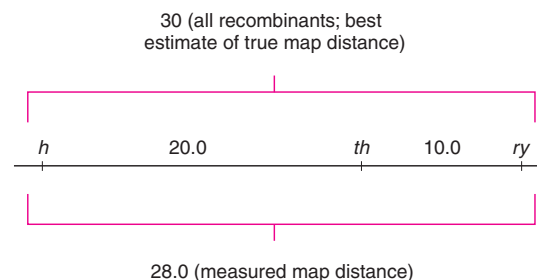 30 (all recombinants; best
estimate of true map distance)
h 20.0 th 10.0 ry
28.0 (measured map distance)